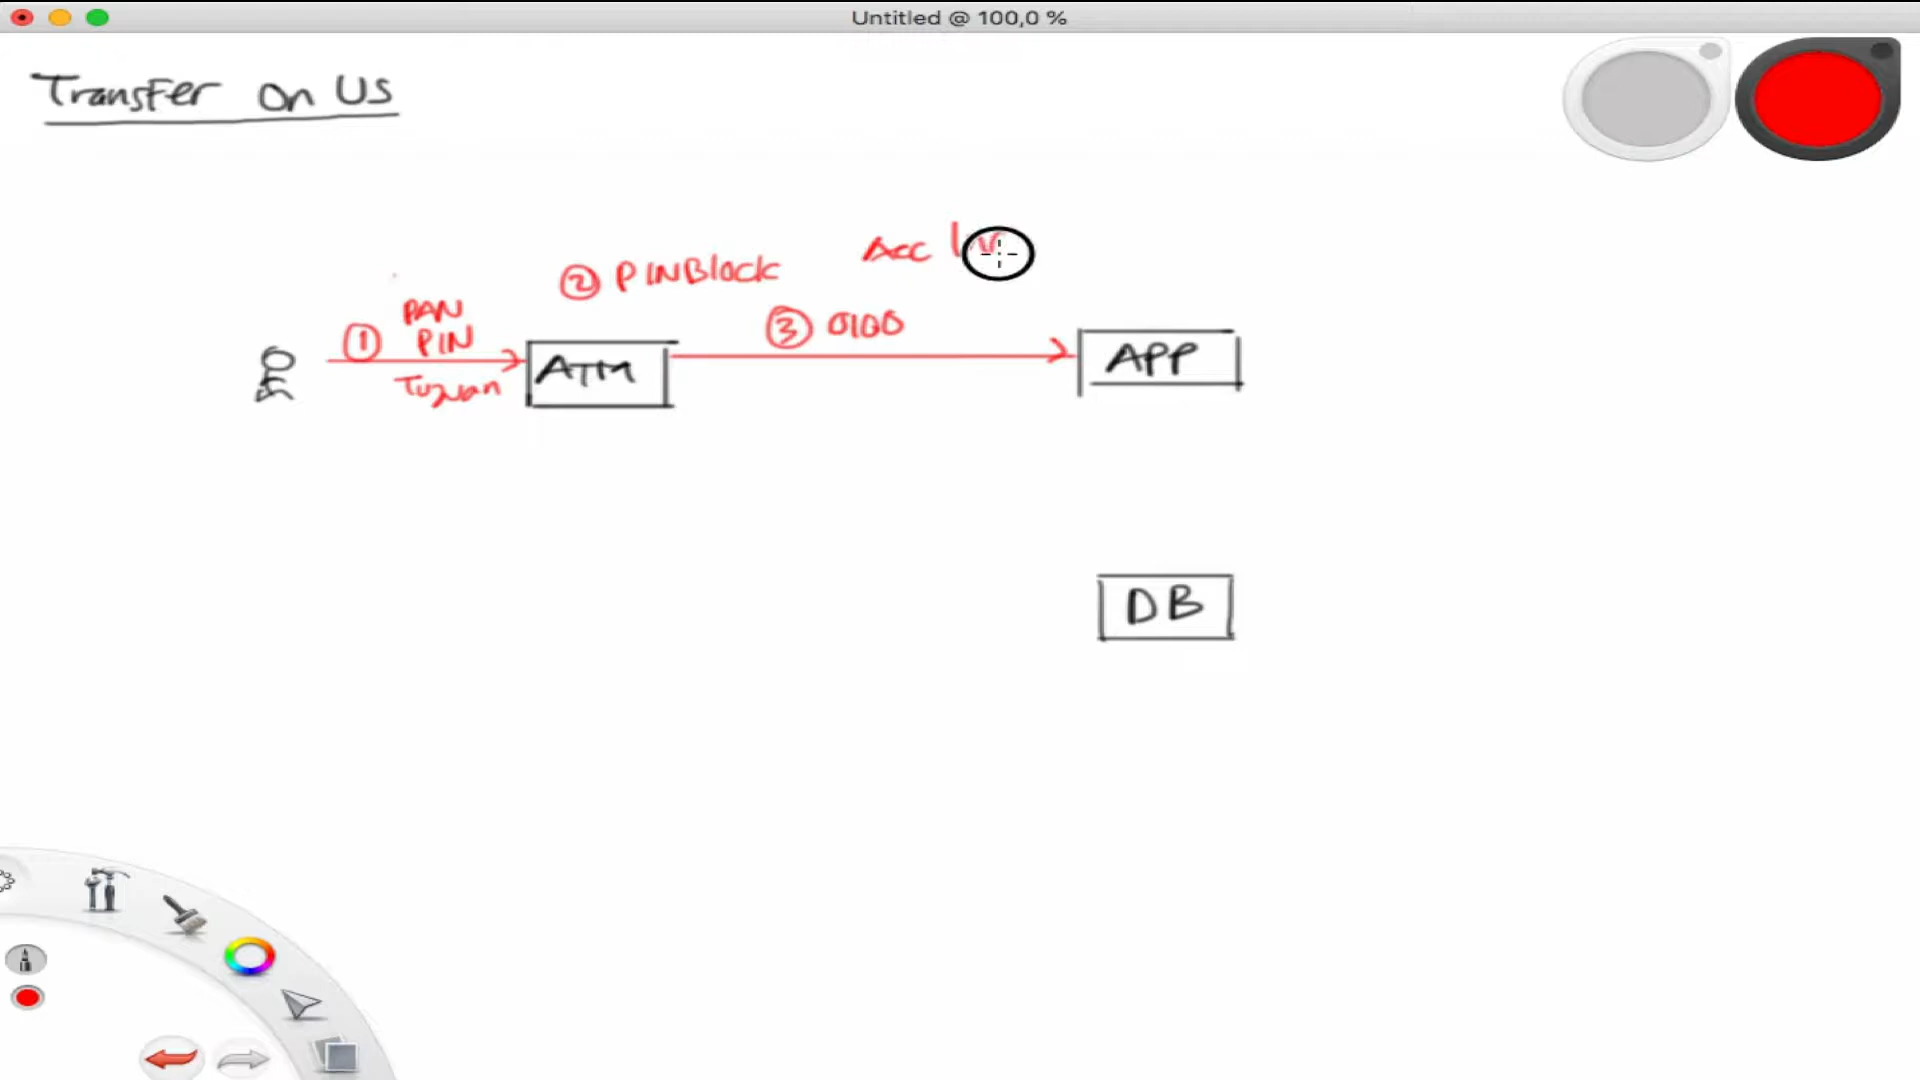 Untitled @ 100,0 %
Transfer on Us
Acc
② PINBlock
③ 0100
PAN
① PIN
Tujuan
ATM
APP
DB